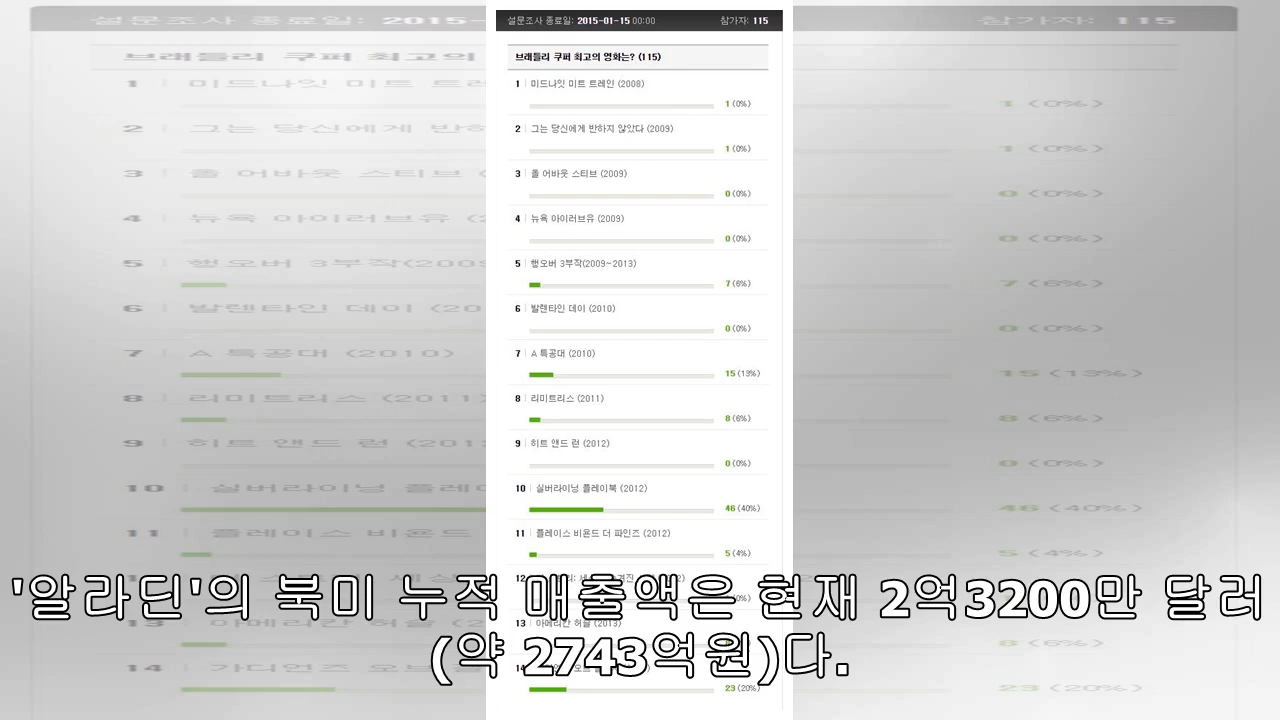 설문조사 종료일: 2015-01-15 00:00 참가자: 115
브래들리 쿠퍼 최고의 영화는? (115)
1 미드나잇 미트 트레인 (2008)
1 (0%)
2 그는 당신에게 반하지 않았다 (2009)
1 (0%)
3 올 어바웃 스티브 (2009)
0 (0%)
4 뉴욕 아이러브유 (2009)
0 (0%)
5 행오버 3부작(2009~2013)
7 (6%)
6 발렌타인 데이 (2010)
0 (0%)
7 A 특공대 (2010)
15 (13%)
8 리미트리스 (2011)
8 (6%)
9 히트 앤드 런 (2012)
0 (0%)
10 실버라이닝 플레이북 (2012)
46 (40%)
11 플레이스 비욘드 더 파인즈 (2012)
5 (4%)
12
13 아메리칸 허슬 (2013)
14
23 (20%)
'알라딘'의 북미 누적 매출액은 현재 2억3200만 달러
(약 2743억원)다.